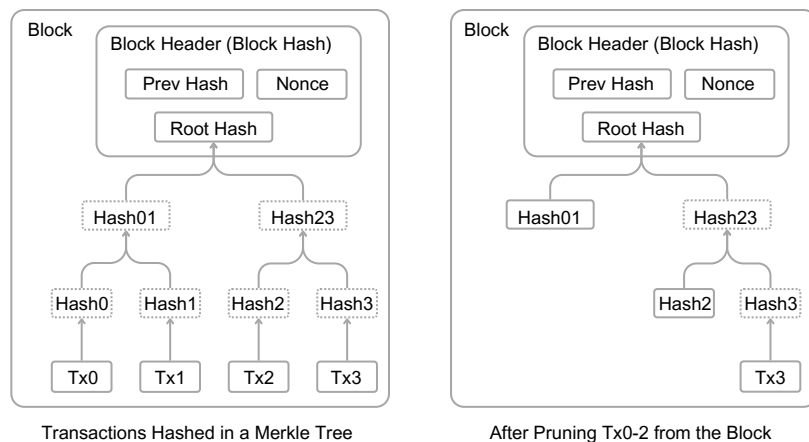 Block
Block Header (Block Hash)
Prev Hash
Nonce
Root Hash
Hash01
Hash23
Hash0
Hash1
Hash2
Hash3
Tx0
Tx1
Tx2
Tx3
Transactions Hashed in a Merkle Tree
Block
Block Header (Block Hash)
Prev Hash
Nonce
Root Hash
Hash01
Hash23
Hash2
Hash3
Tx3
After Pruning Tx0-2 from the Block